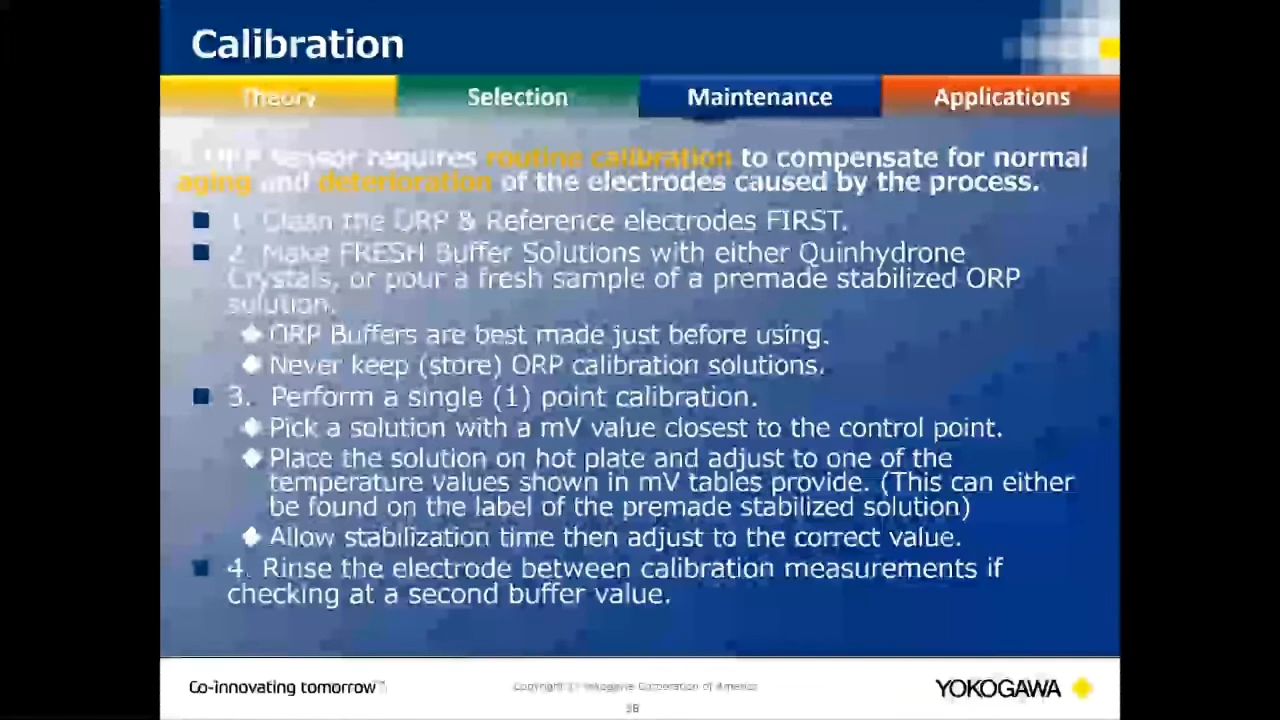 Calibration
Theory
Selection
Maintenance
Applications
ORP sensor requires routine calibration to compensate for normal
aging and deterioration of the electrodes caused by the process.
■ 1. Clean the ORP & Reference electrodes FIRST.
■ 2. Make FRESH Buffer Solutions with either Quinhydrone
Crystals, or pour a fresh sample of a premade stabilized ORP
solution.
◆ ORP Buffers are best made just before using.
◆ Never keep (store) ORP calibration solutions.
■ 3. Perform a single (1) point calibration.
◆ Pick a solution with a mV value closest to the control point.
◆ Place the solution on hot plate and adjust to one of the
temperature values shown in mV tables provide. (This can either
be found on the label of the premade stabilized solution)
◆ Allow stabilization time then adjust to the correct value.
■ 4. Rinse the electrode between calibration measurements if
checking at a second buffer value.
Co-innovating tomorrow
Copyright Yokogawa Corporation of America
YOKOGAWA